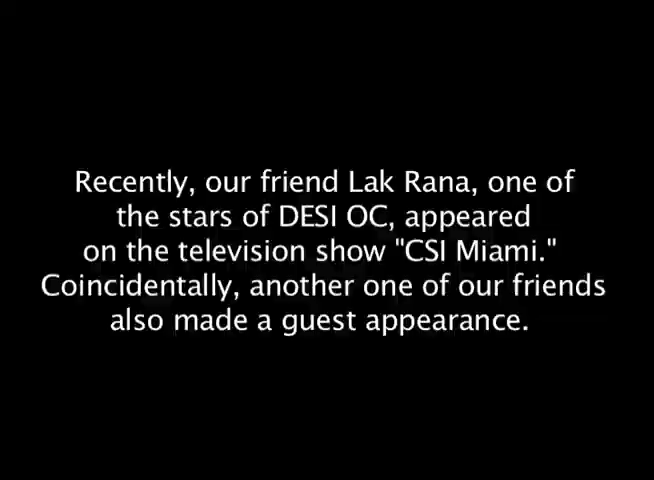 Recently, our friend Lak Rana, one of
the stars of DESI OC, appeared
on the television show "CSI Miami."
Coincidentally, another one of our friends
also made a guest appearance.